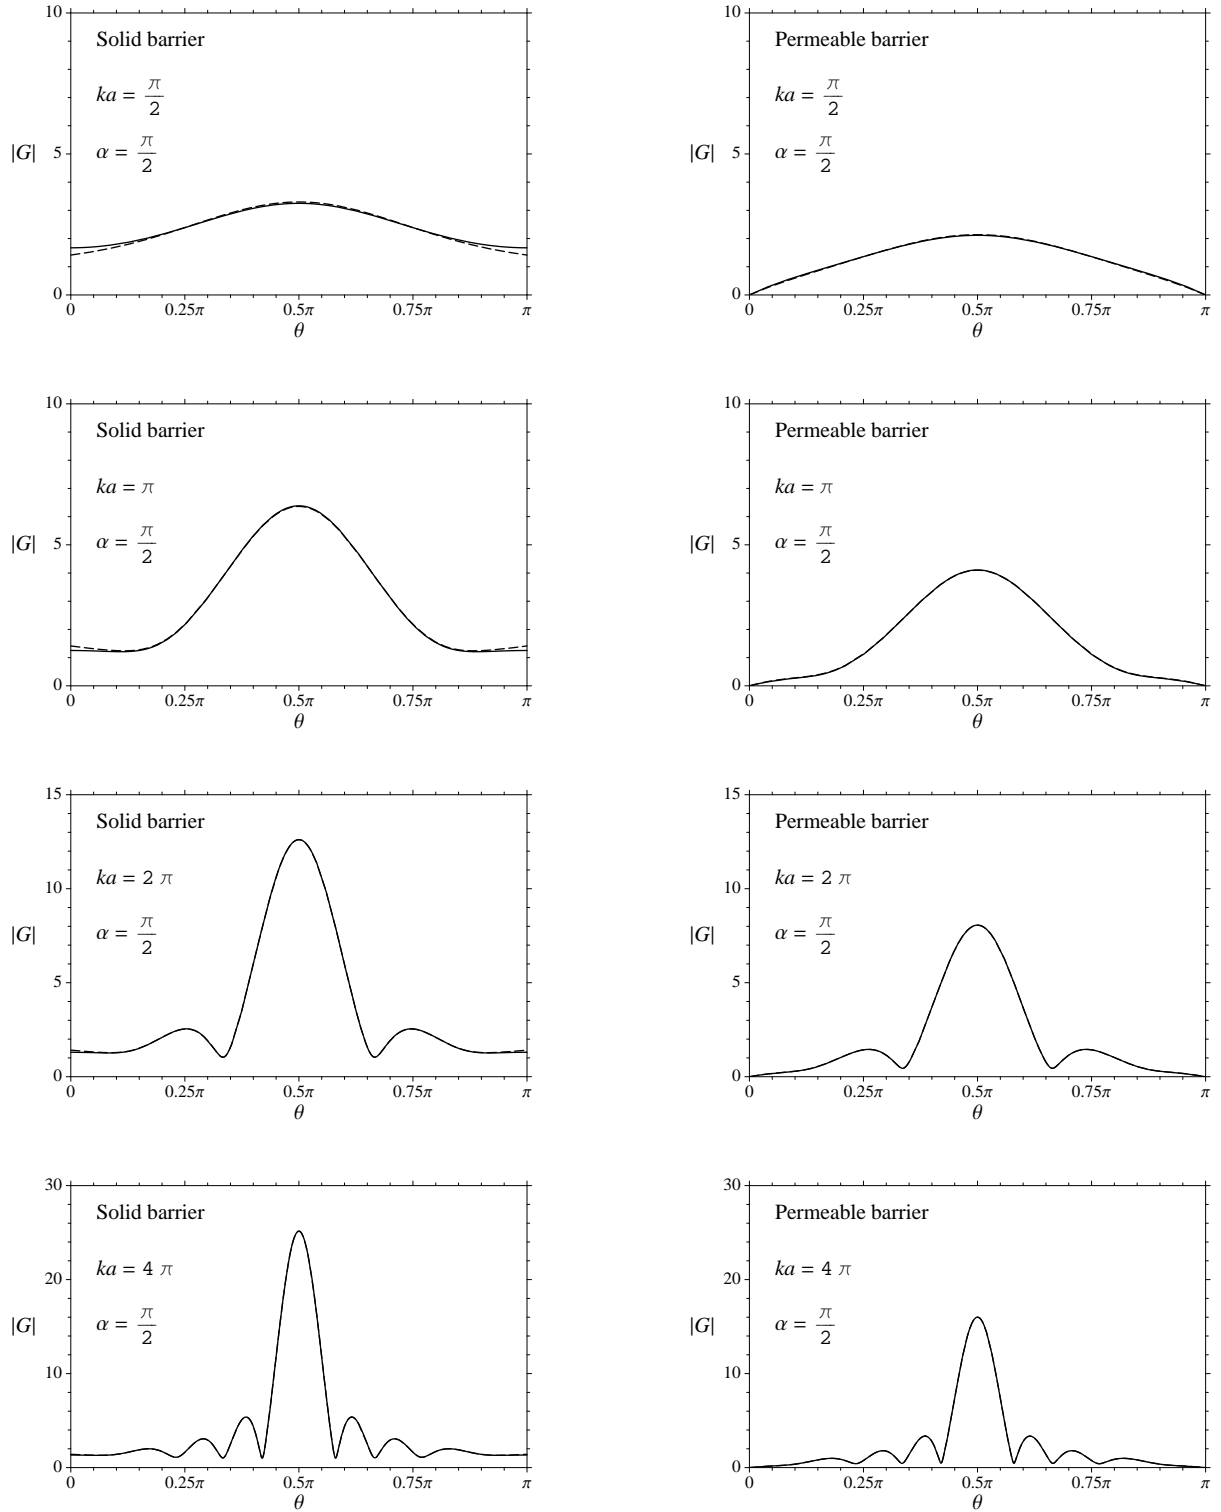 10
Solid barrier
ka = π/2
|G| 5
α = π/2
0
0 0.25π 0.5π 0.75π π
θ
10
Permeable barrier
ka = π/2
|G| 5
α = π/2
0
0 0.25π 0.5π 0.75π π
θ
10
Solid barrier
ka = π
|G| 5
α = π/2
0
0 0.25π 0.5π 0.75π π
θ
10
Permeable barrier
ka = π
|G| 5
α = π/2
0
0 0.25π 0.5π 0.75π π
θ
15
Solid barrier
10
ka = 2 π
|G|
α = π/2
5
0
0 0.25π 0.5π 0.75π π
θ
15
Permeable barrier
10
ka = 2 π
|G|
α = π/2
5
0
0 0.25π 0.5π 0.75π π
θ
30
Solid barrier
20
ka = 4 π
|G|
α = π/2
10
0
0 0.25π 0.5π 0.75π π
θ
30
Permeable barrier
20
ka = 4 π
|G|
α = π/2
10
0
0 0.25π 0.5π 0.75π π
θ